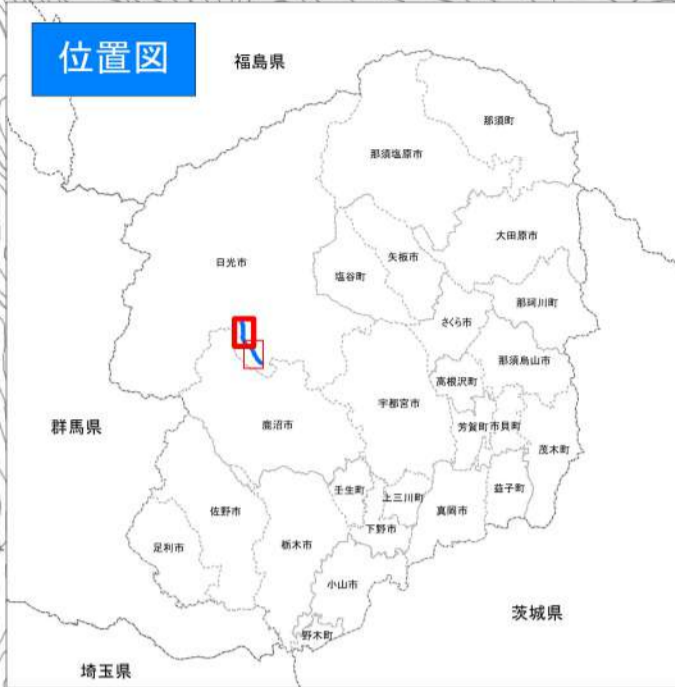 位置図
福島県
那須町
那須塩原市
大田原市
日光市
矢板市
塩谷町
那珂川町
さくら市
那須烏山市
高根沢町
宇都宮市
鹿沼市
群馬県
芳賀町
市貝町
茂木町
壬生町
上三川町
益子町
佐野市
真岡市
下野市
足利市
栃木市
小山市
茨城県
野木町
埼玉県